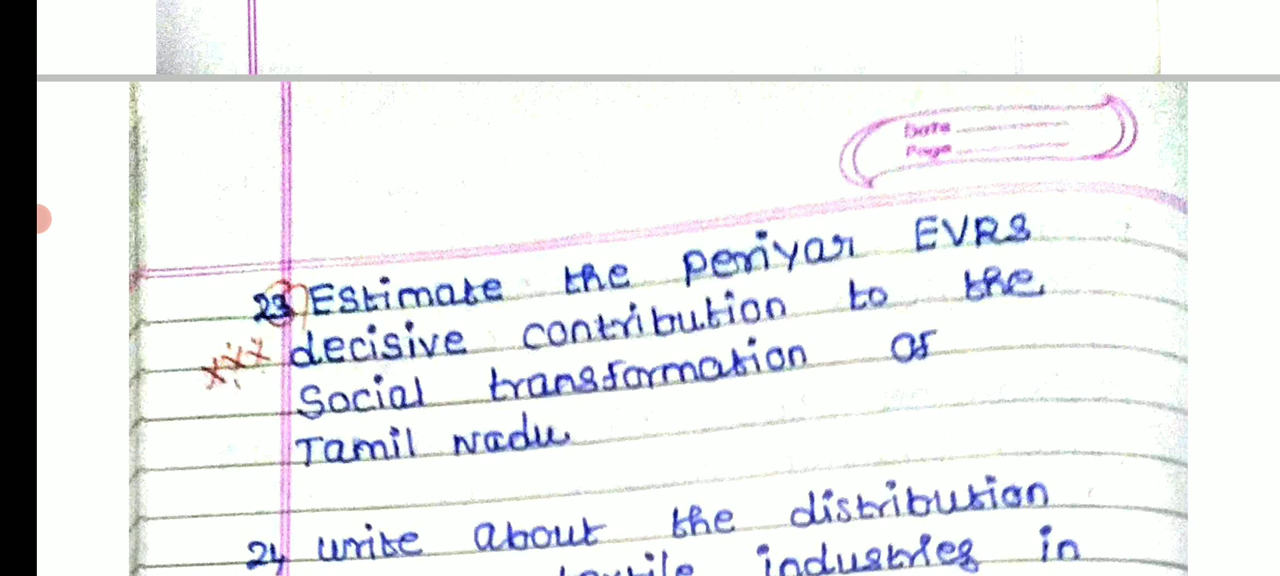 Date
Page
23) Estimate the periyar EVRS
decisive contribution to the
Social transformation of
Tamil Nadu
24 write about the distribution
textile industries in